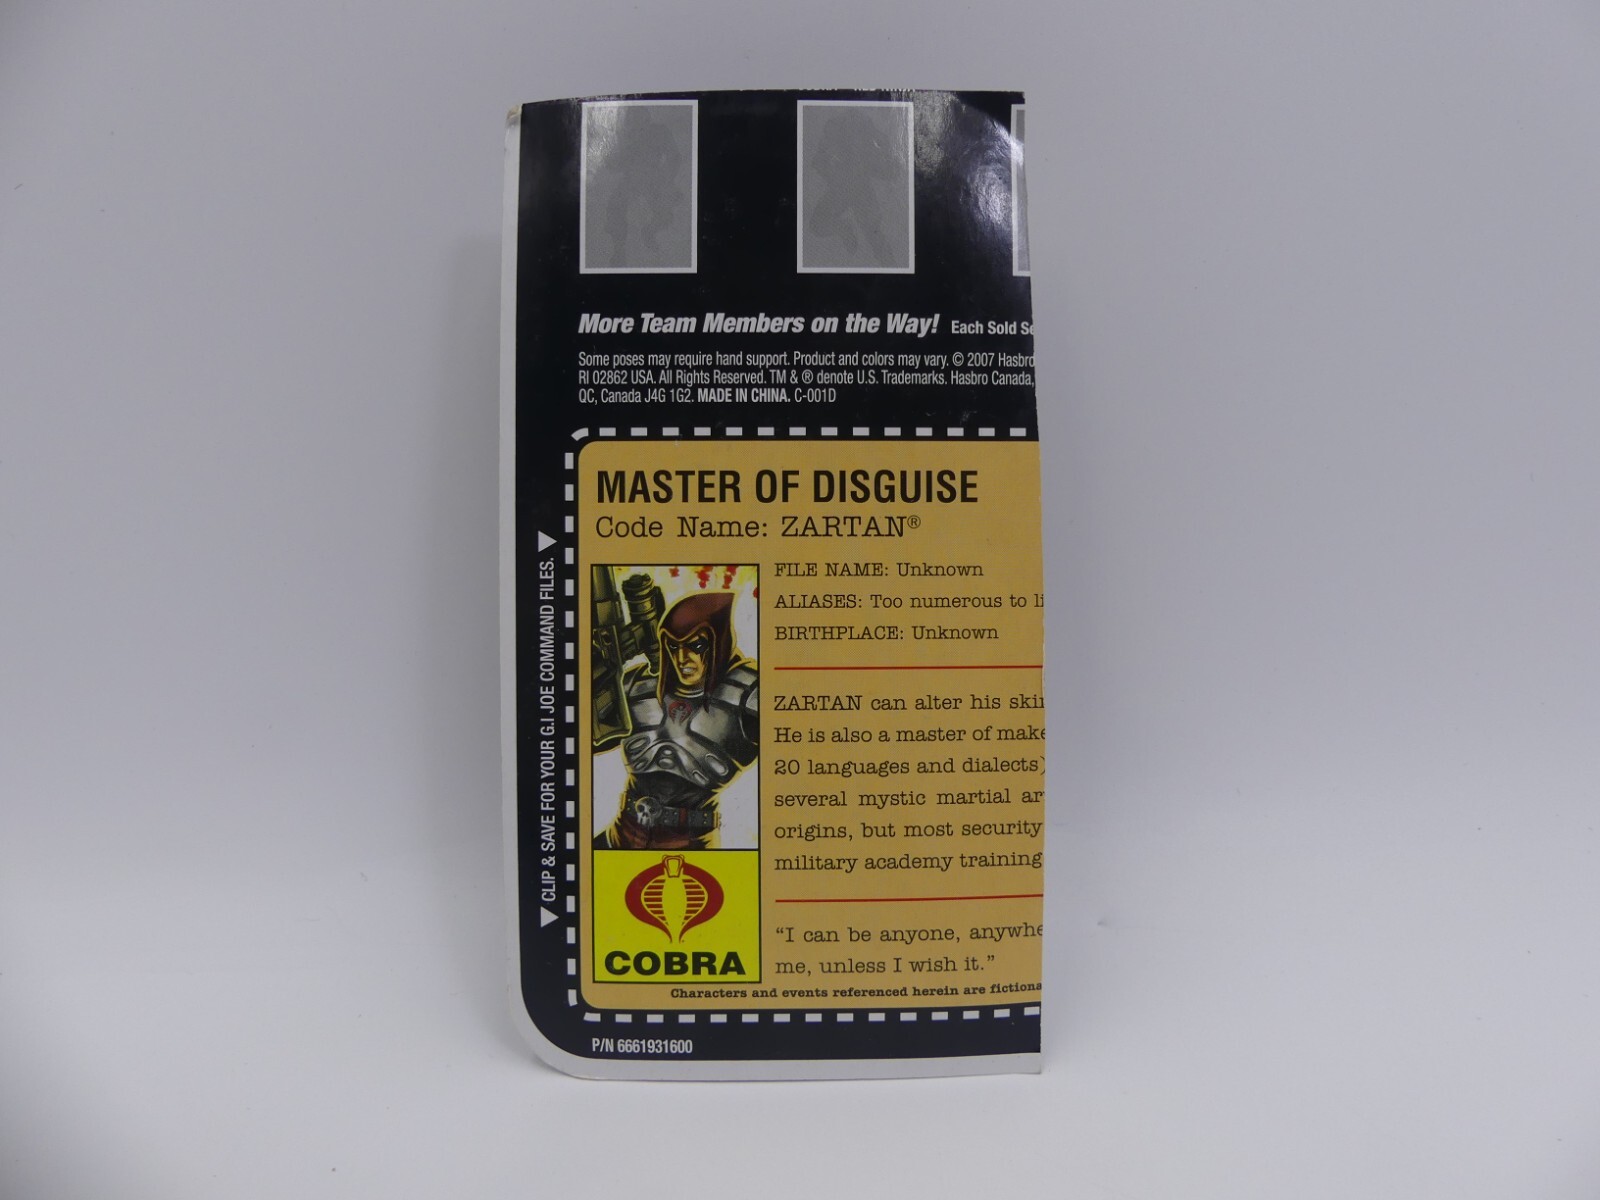 More Team Members on the Way! Each Sold
Some poses may require hand support. Product and colors may vary. © 2007 Hasbro
RI 02862 USA. All Rights Reserved. TM & ® denote U.S. Trademarks. Hasbro Canada,
QC, Canada J4G 1G2. MADE IN CHINA. C-001D
MASTER OF DISGUISE
Code Name: ZARTAN®
FILE NAME: Unknown
ALIASES: Too numerous to
BIRTHPLACE: Unknown
ZARTAN can alter his
He is also a master of
20 languages and dialects)
several mystic martial
origins, but most security
military academy training
“I can be anyone,
me, unless I wish it.”
Characters and events referenced herein are
COBRA
CLIP & SAVE FOR YOUR G.I JOE COMMAND FILES.
P/N 6661931600